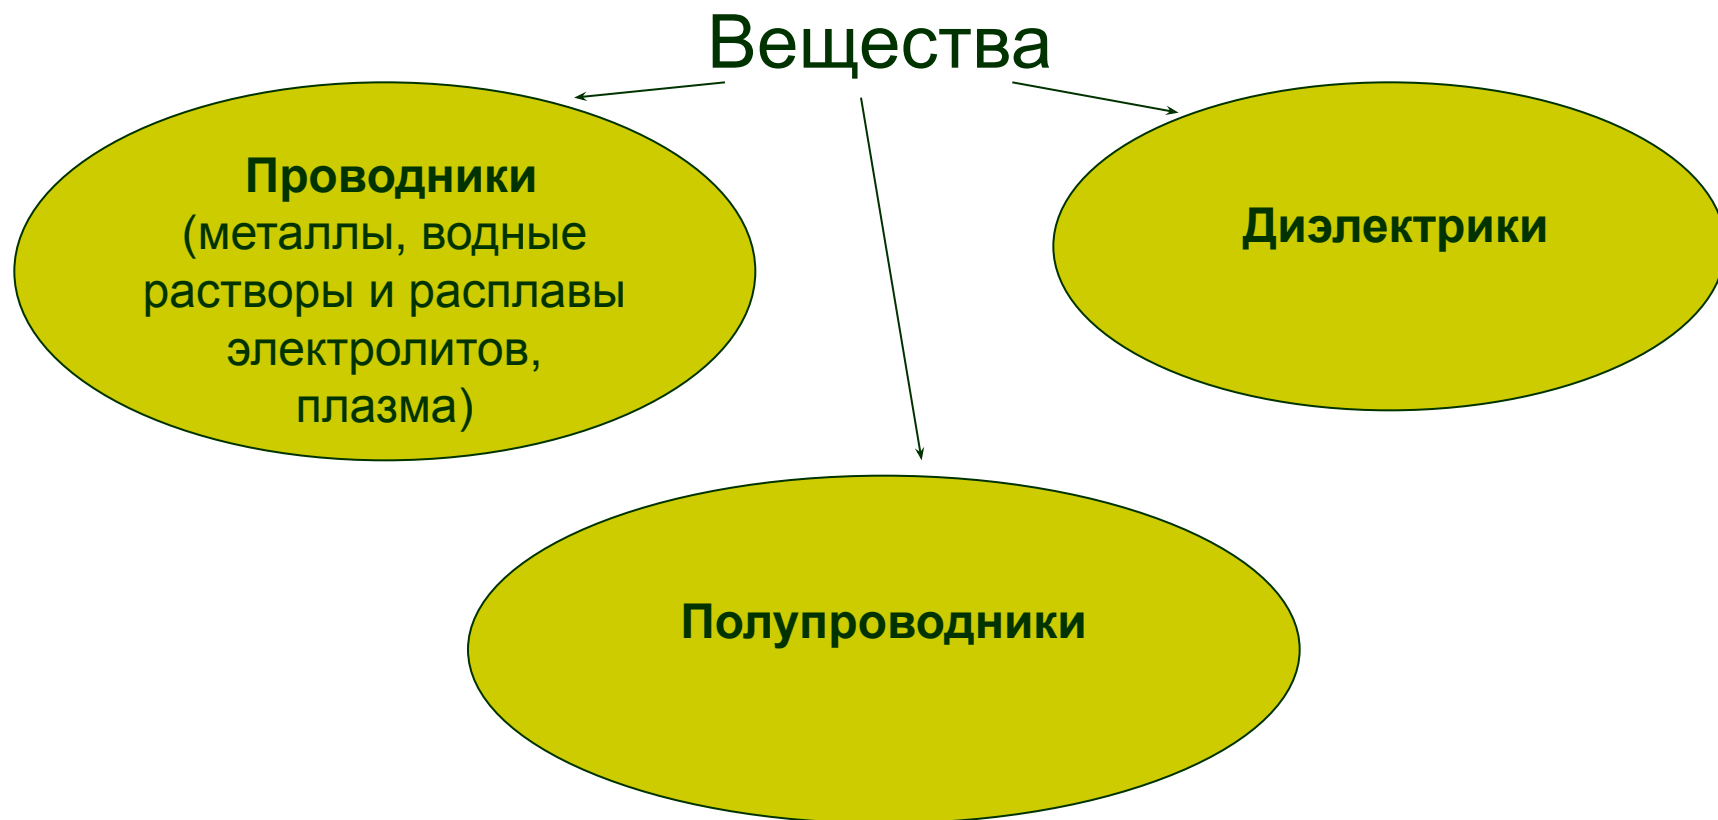 Вещества
Проводники
(металлы, водные
растворы и расплавы
электролитов,
плазма)
Диэлектрики
Полупроводники